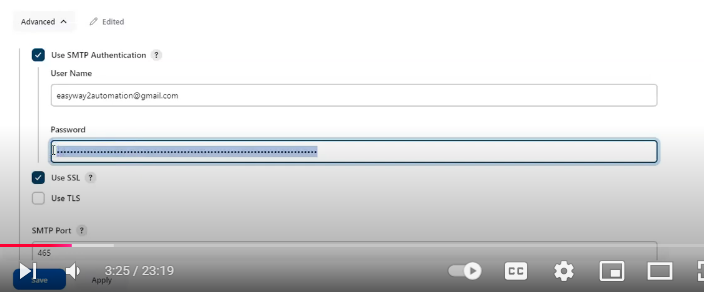 Advanced Edited
Use SMTP Authentication ?
User Name
easyway2automation@gmail.com
Password
Use SSL ?
Use TLS
SMTP Port ?
465
3:25 / 23:19 CC
Save Apply